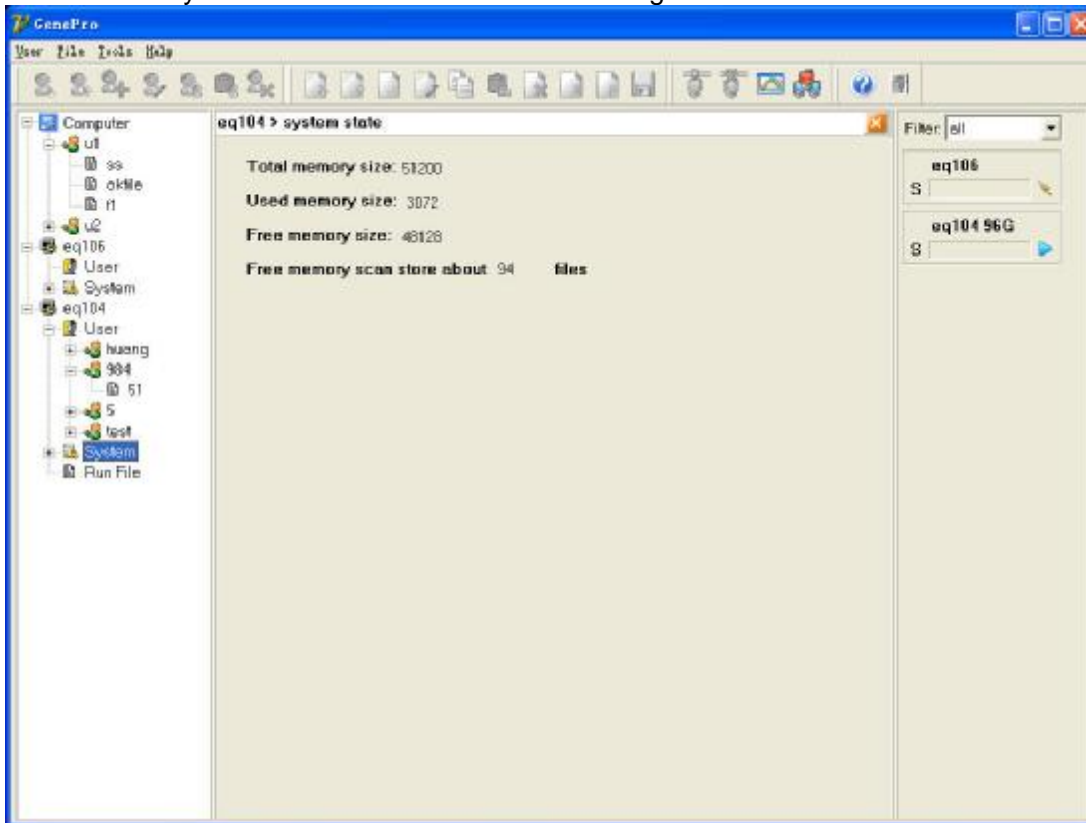 GenePro
User File Tools Help
Computer
u1
ss
okfile
f1
u2
eq106
User
System
eq104
User
huang
984
51
5
test
System
Run File
eq104 > system state
Total memory size: 51200
Used memory size: 3072
Free memory size: 48128
Free memory scan store about 94 files
Filter: all
eq106
S
eq104 96G
S